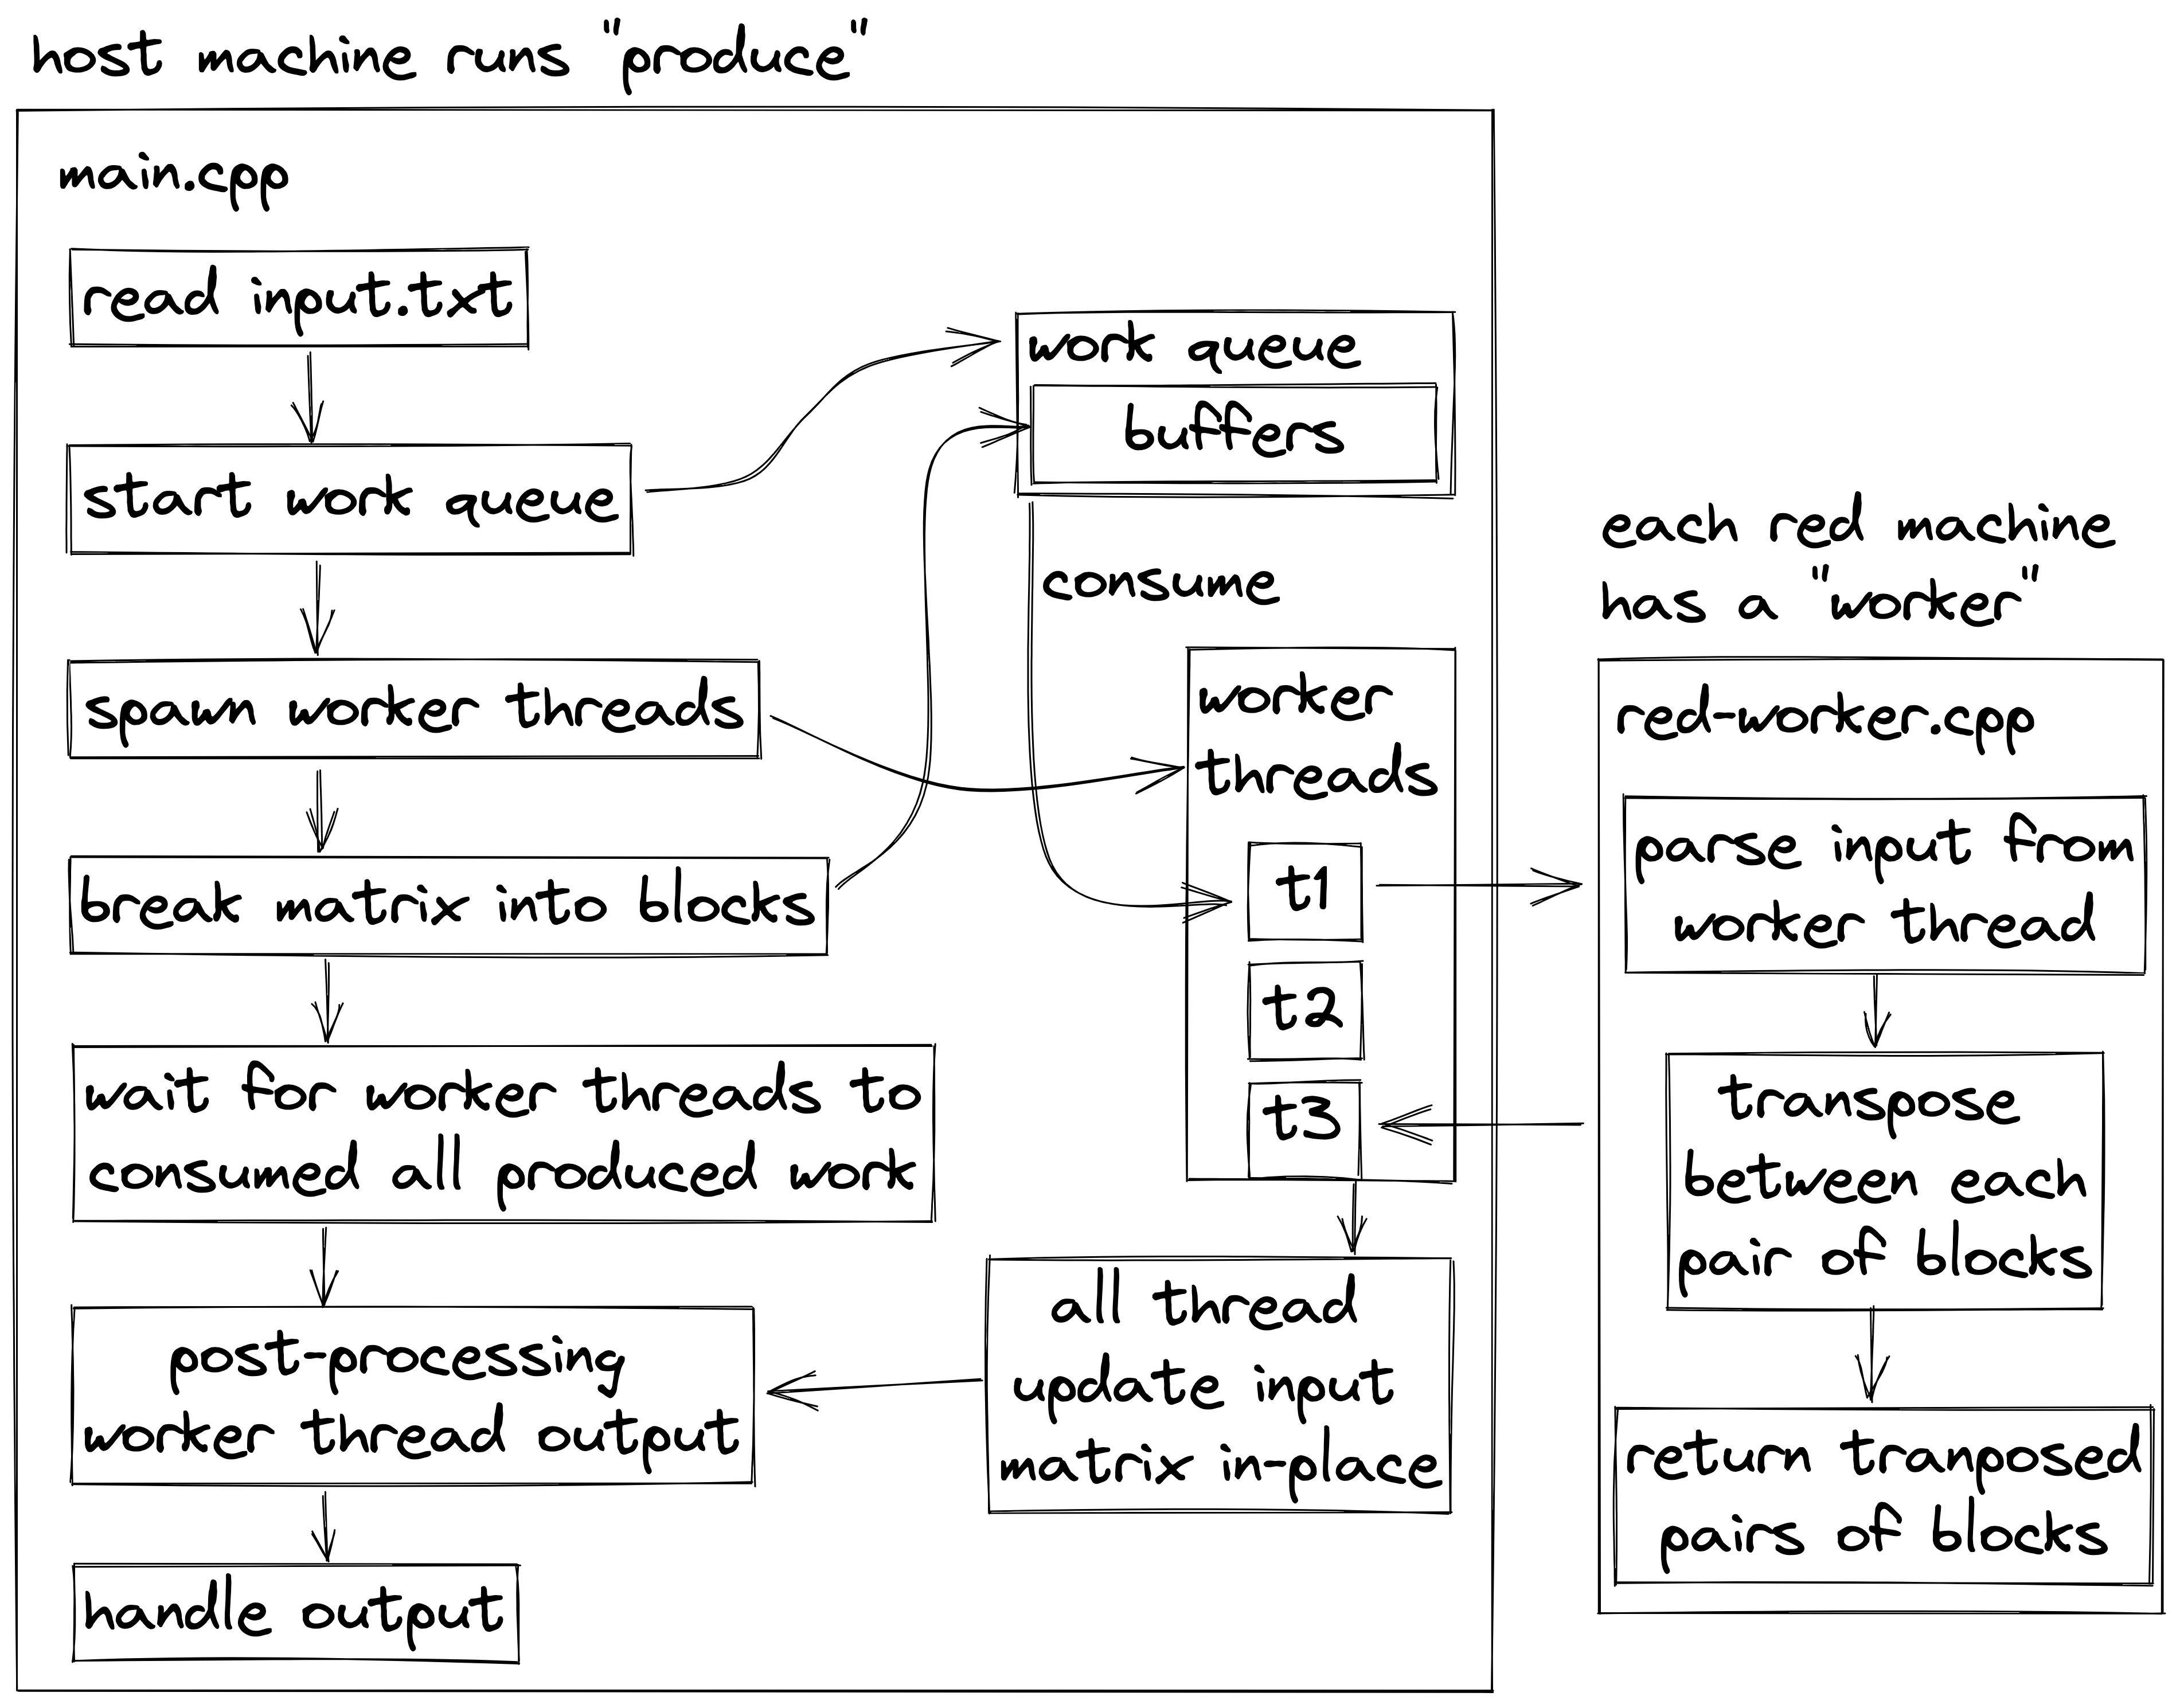 host machine runs "produce"
main.cpp
read input.txt
start work queue
spawn worker threads
break matrix into blocks
wait for worker threads to
consumed all produced work
post-processing
worker thread output
handle output
work queue
buffers
consume
worker
threads
t1
t2
t3
all thread
update input
matrix in-place
each red machine
has a "worker"
red-worker.cpp
parse input from
worker thread
transpose
between each
pair of blocks
return tranposed
pairs of blocks